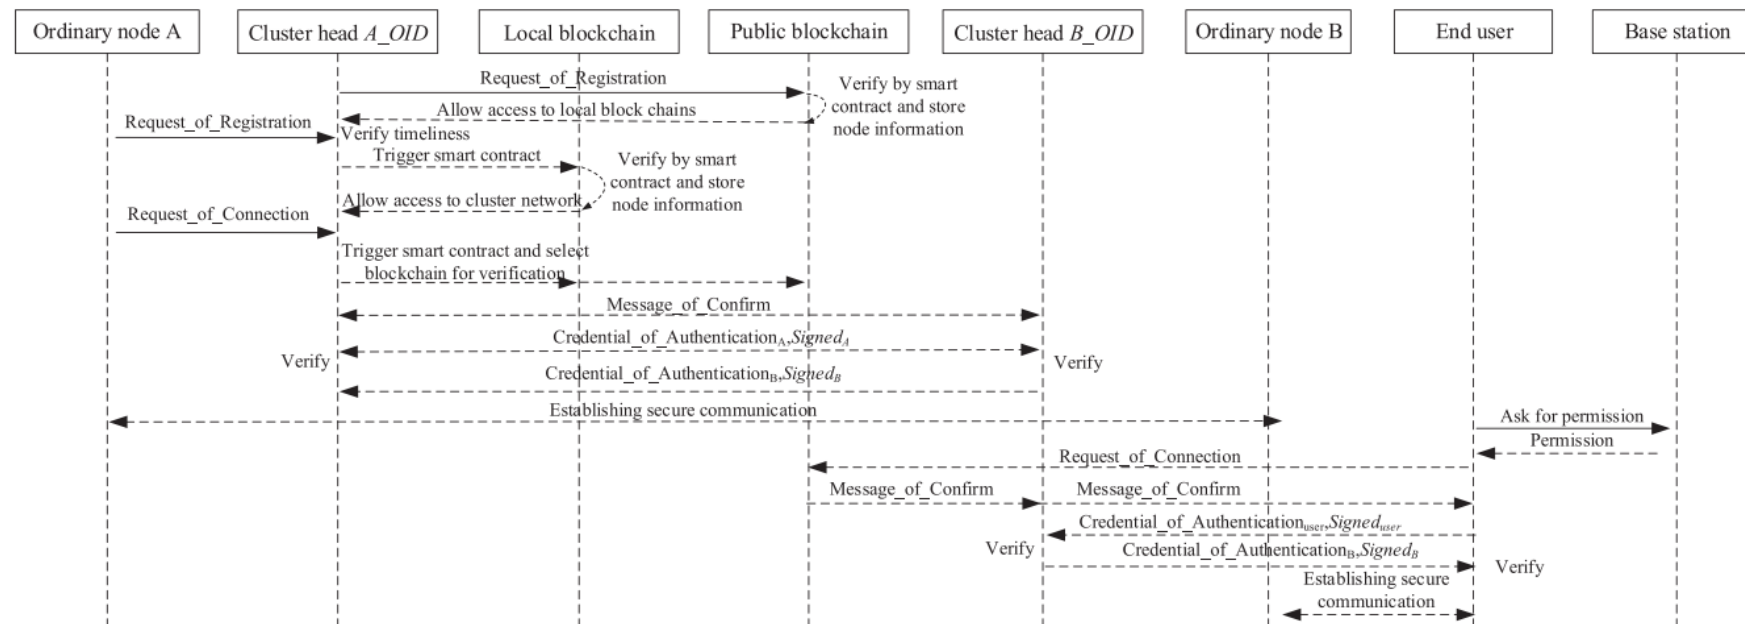 Ordinary node A
Cluster head A_OID
Local blockchain
Public blockchain
Cluster head B_OID
Ordinary node B
End user
Base station
Request_of_Registration
Verify by smart
contract and store
node information
Allow access to local block chains
Request_of_Registration
Verify timeliness
Trigger smart contract
Verify by smart
contract and store
node information
Allow access to cluster network
Request_of_Connection
Trigger smart contract and select
blockchain for verification
Message_of_Confirm
Credential_of_AuthenticationA,SignedA
Verify
Verify
Credential_of_AuthenticationB,SignedB
Establishing secure communication
Ask for permission
Permission
Request_of_Connection
Message_of_Confirm
Message_of_Confirm
Credential_of_Authenticationuser,Signeduser
Verify
Credential_of_AuthenticationB,SignedB
Verify
Establishing secure
communication